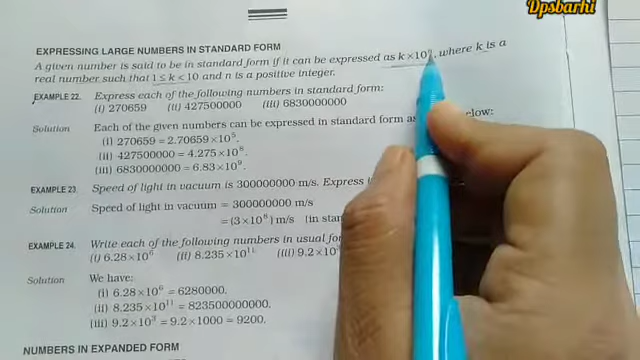 Dpsbarhi
EXPRESSING LARGE NUMBERS IN STANDARD FORM
A given number is said to be in standard form if it can be expressed as k × 10ⁿ, where k is a
real number such that 1 ≤ k < 10 and n is a positive integer.
EXAMPLE 22. Express each of the following numbers in standard form:
(i) 270659 (ii) 427500000 (iii) 6830000000
Solution Each of the given numbers can be expressed in standard form as below:
(i) 270659 = 2.70659×10⁵.
(ii) 427500000 = 4.275×10⁸.
(iii) 6830000000 = 6.83×10⁹.
EXAMPLE 23. Speed of light in vacuum is 300000000 m/s. Express
Solution Speed of light in vacuum = 300000000 m/s
= (3×10⁸) m/s (in
EXAMPLE 24. Write each of the following numbers in usual
(i) 6.28×10⁶ (ii) 8.235×10¹¹ (iii) 9.2×10³
Solution We have:
(i) 6.28×10⁶ = 6280000.
(ii) 8.235×10¹¹ = 823500000000.
(iii) 9.2×10³ = 9.2×1000 = 9200.
NUMBERS IN EXPANDED FORM